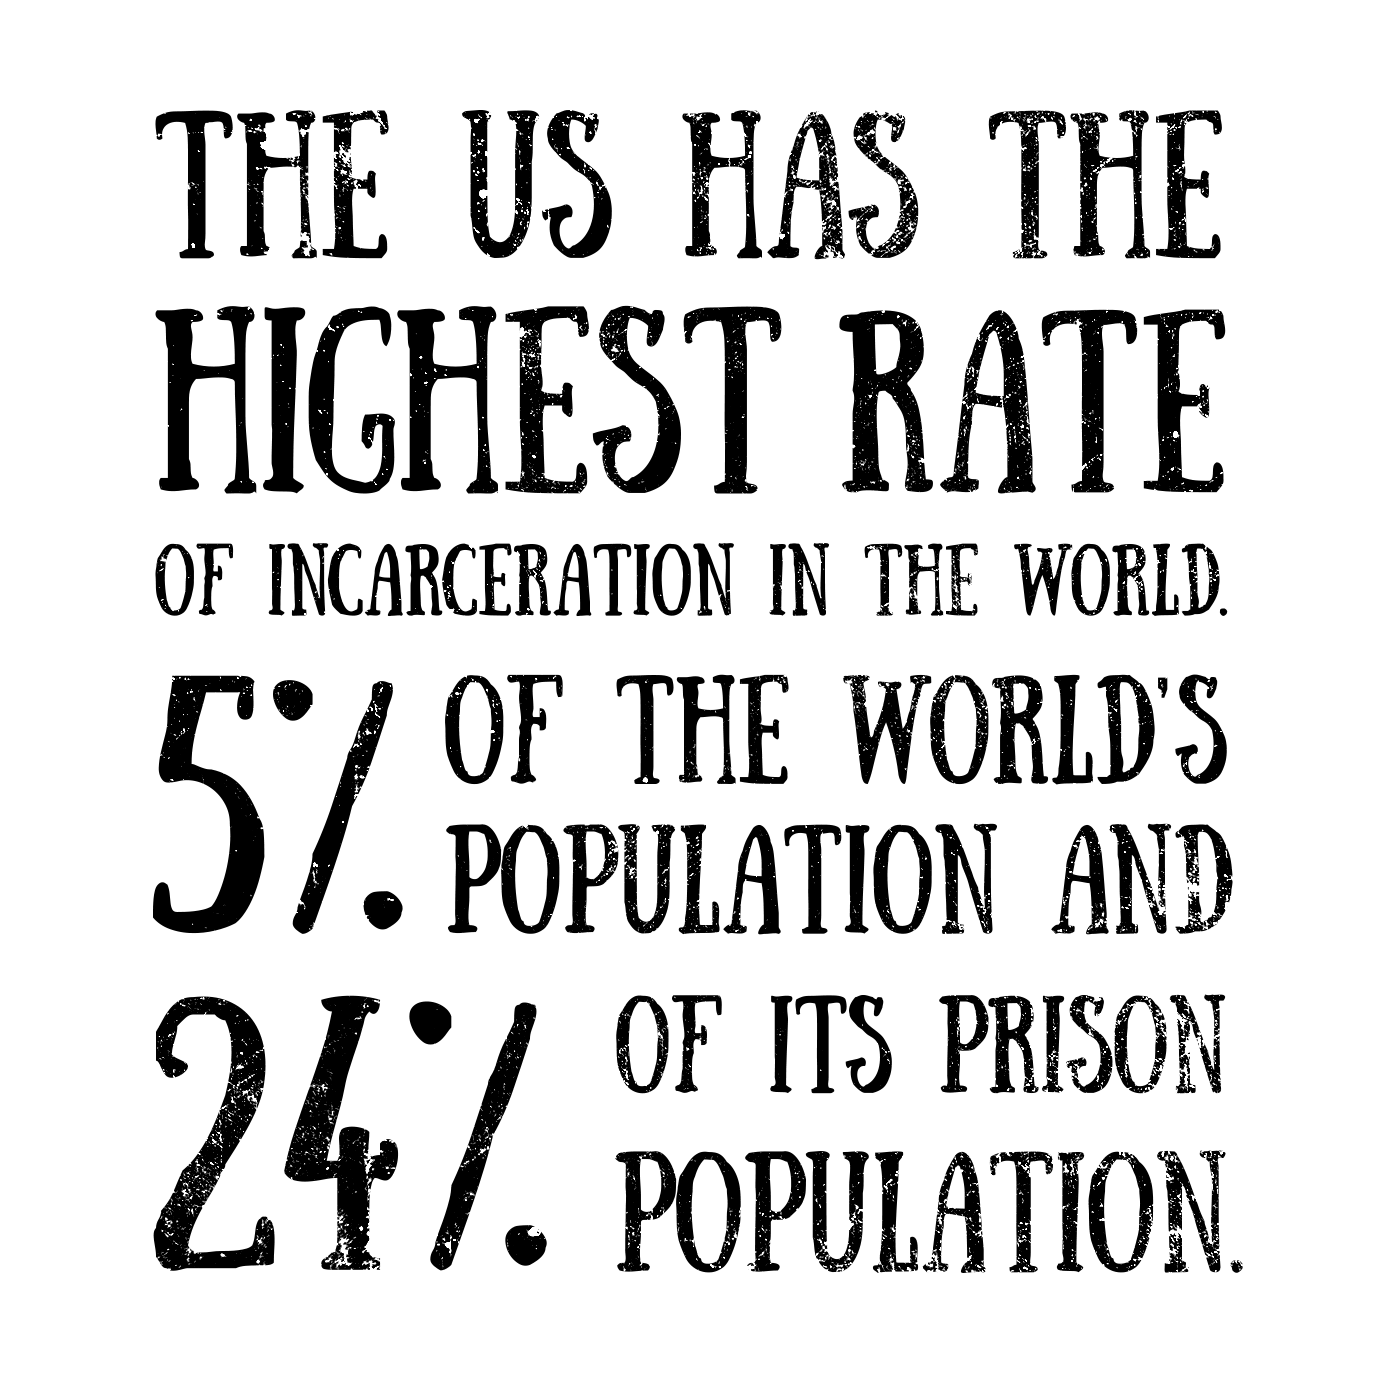 THE US HAS THE
HIGHEST RATE
OF INCARCERATION IN THE WORLD.
5% OF THE WORLD'S
POPULATION AND
24% OF ITS PRISON
POPULATION.